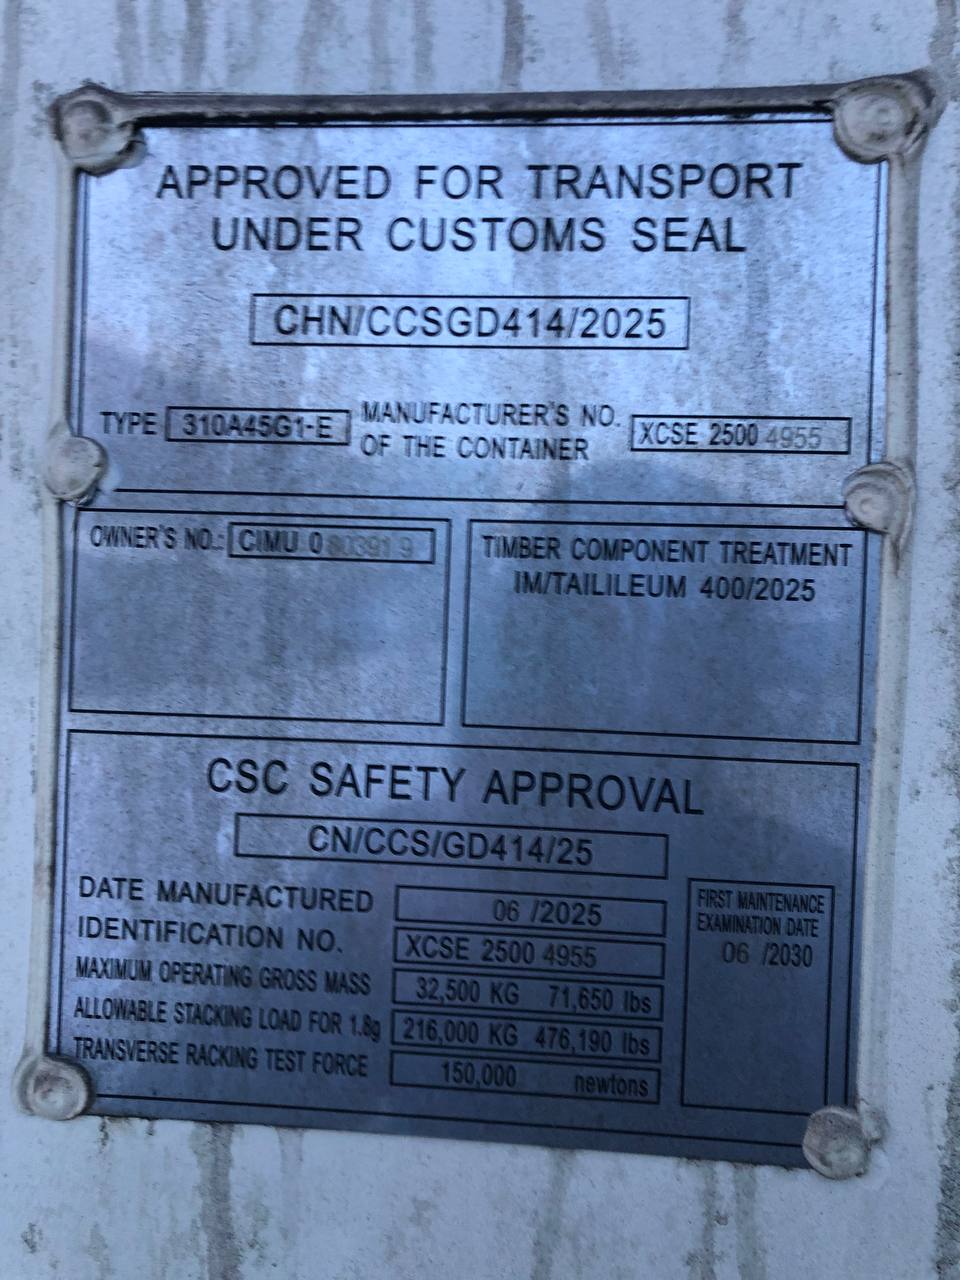 APPROVED FOR TRANSPORT
UNDER CUSTOMS SEAL
CHN/CCSGD414/2025
TYPE 310A45G1-E MANUFACTURER'S NO. OF THE CONTAINER XCSE 2500 4955
OWNER'S NO.: CIMU 0 80391 9
TIMBER COMPONENT TREATMENT
IM/TAILILEUM 400/2025
CSC SAFETY APPROVAL
CN/CCS/GD414/25
DATE MANUFACTURED 06 /2025
IDENTIFICATION NO. XCSE 2500 4955
MAXIMUM OPERATING GROSS MASS 32,500 KG 71,650 lbs
ALLOWABLE STACKING LOAD FOR 1.8g 216,000 KG 476,190 lbs
TRANSVERSE RACKING TEST FORCE 150,000 newtons
FIRST MAINTENANCE
EXAMINATION DATE
06 /2030